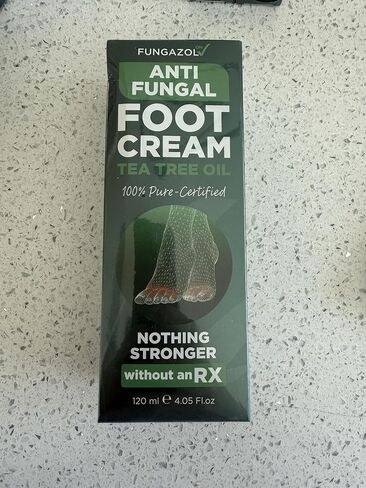 FUNGAZOL
ANTI
FUNGAL
FOOT
CREAM
TEA TREE OIL
100% Pure-Certified
NOTHING
STRONGER
without an RX
120 ml ℮ 4.05 Fl.oz